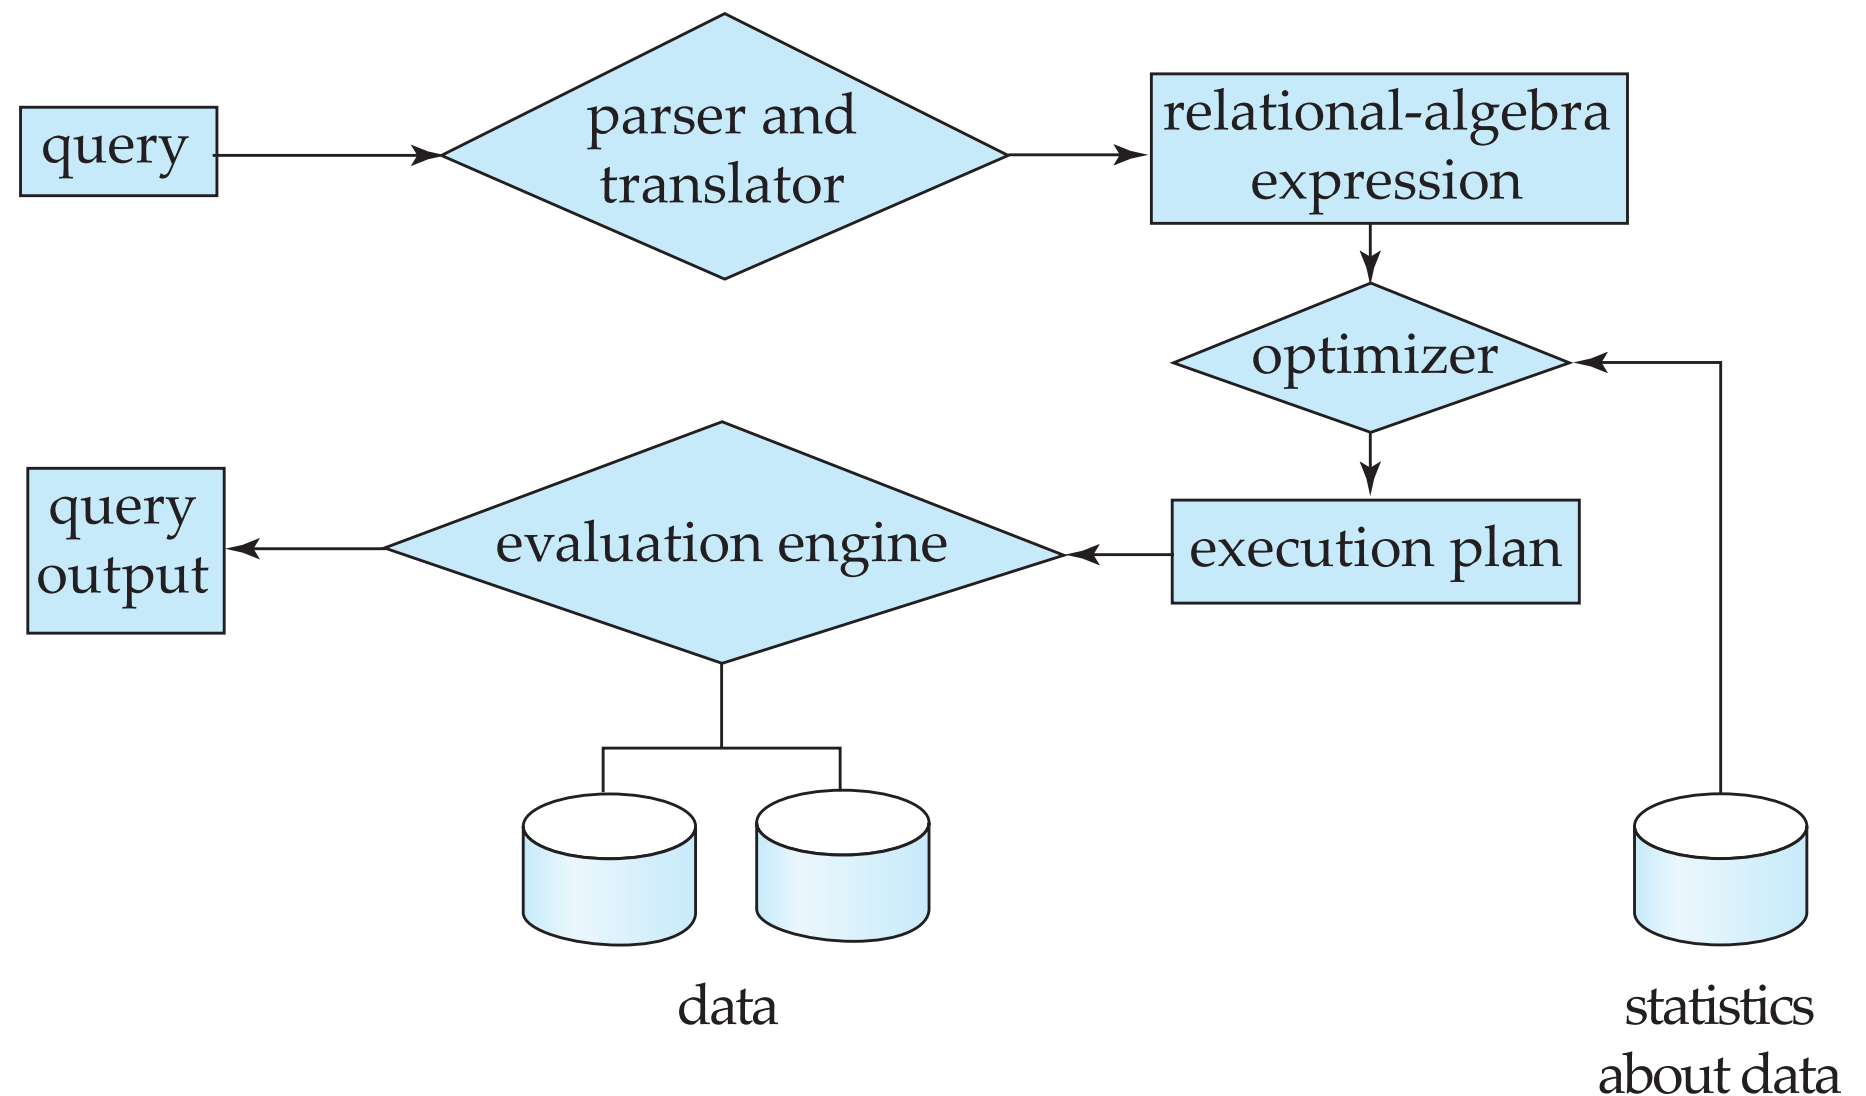 query
parser and
translator
relational-algebra
expression
optimizer
execution plan
evaluation engine
query
output
data
statistics
about data